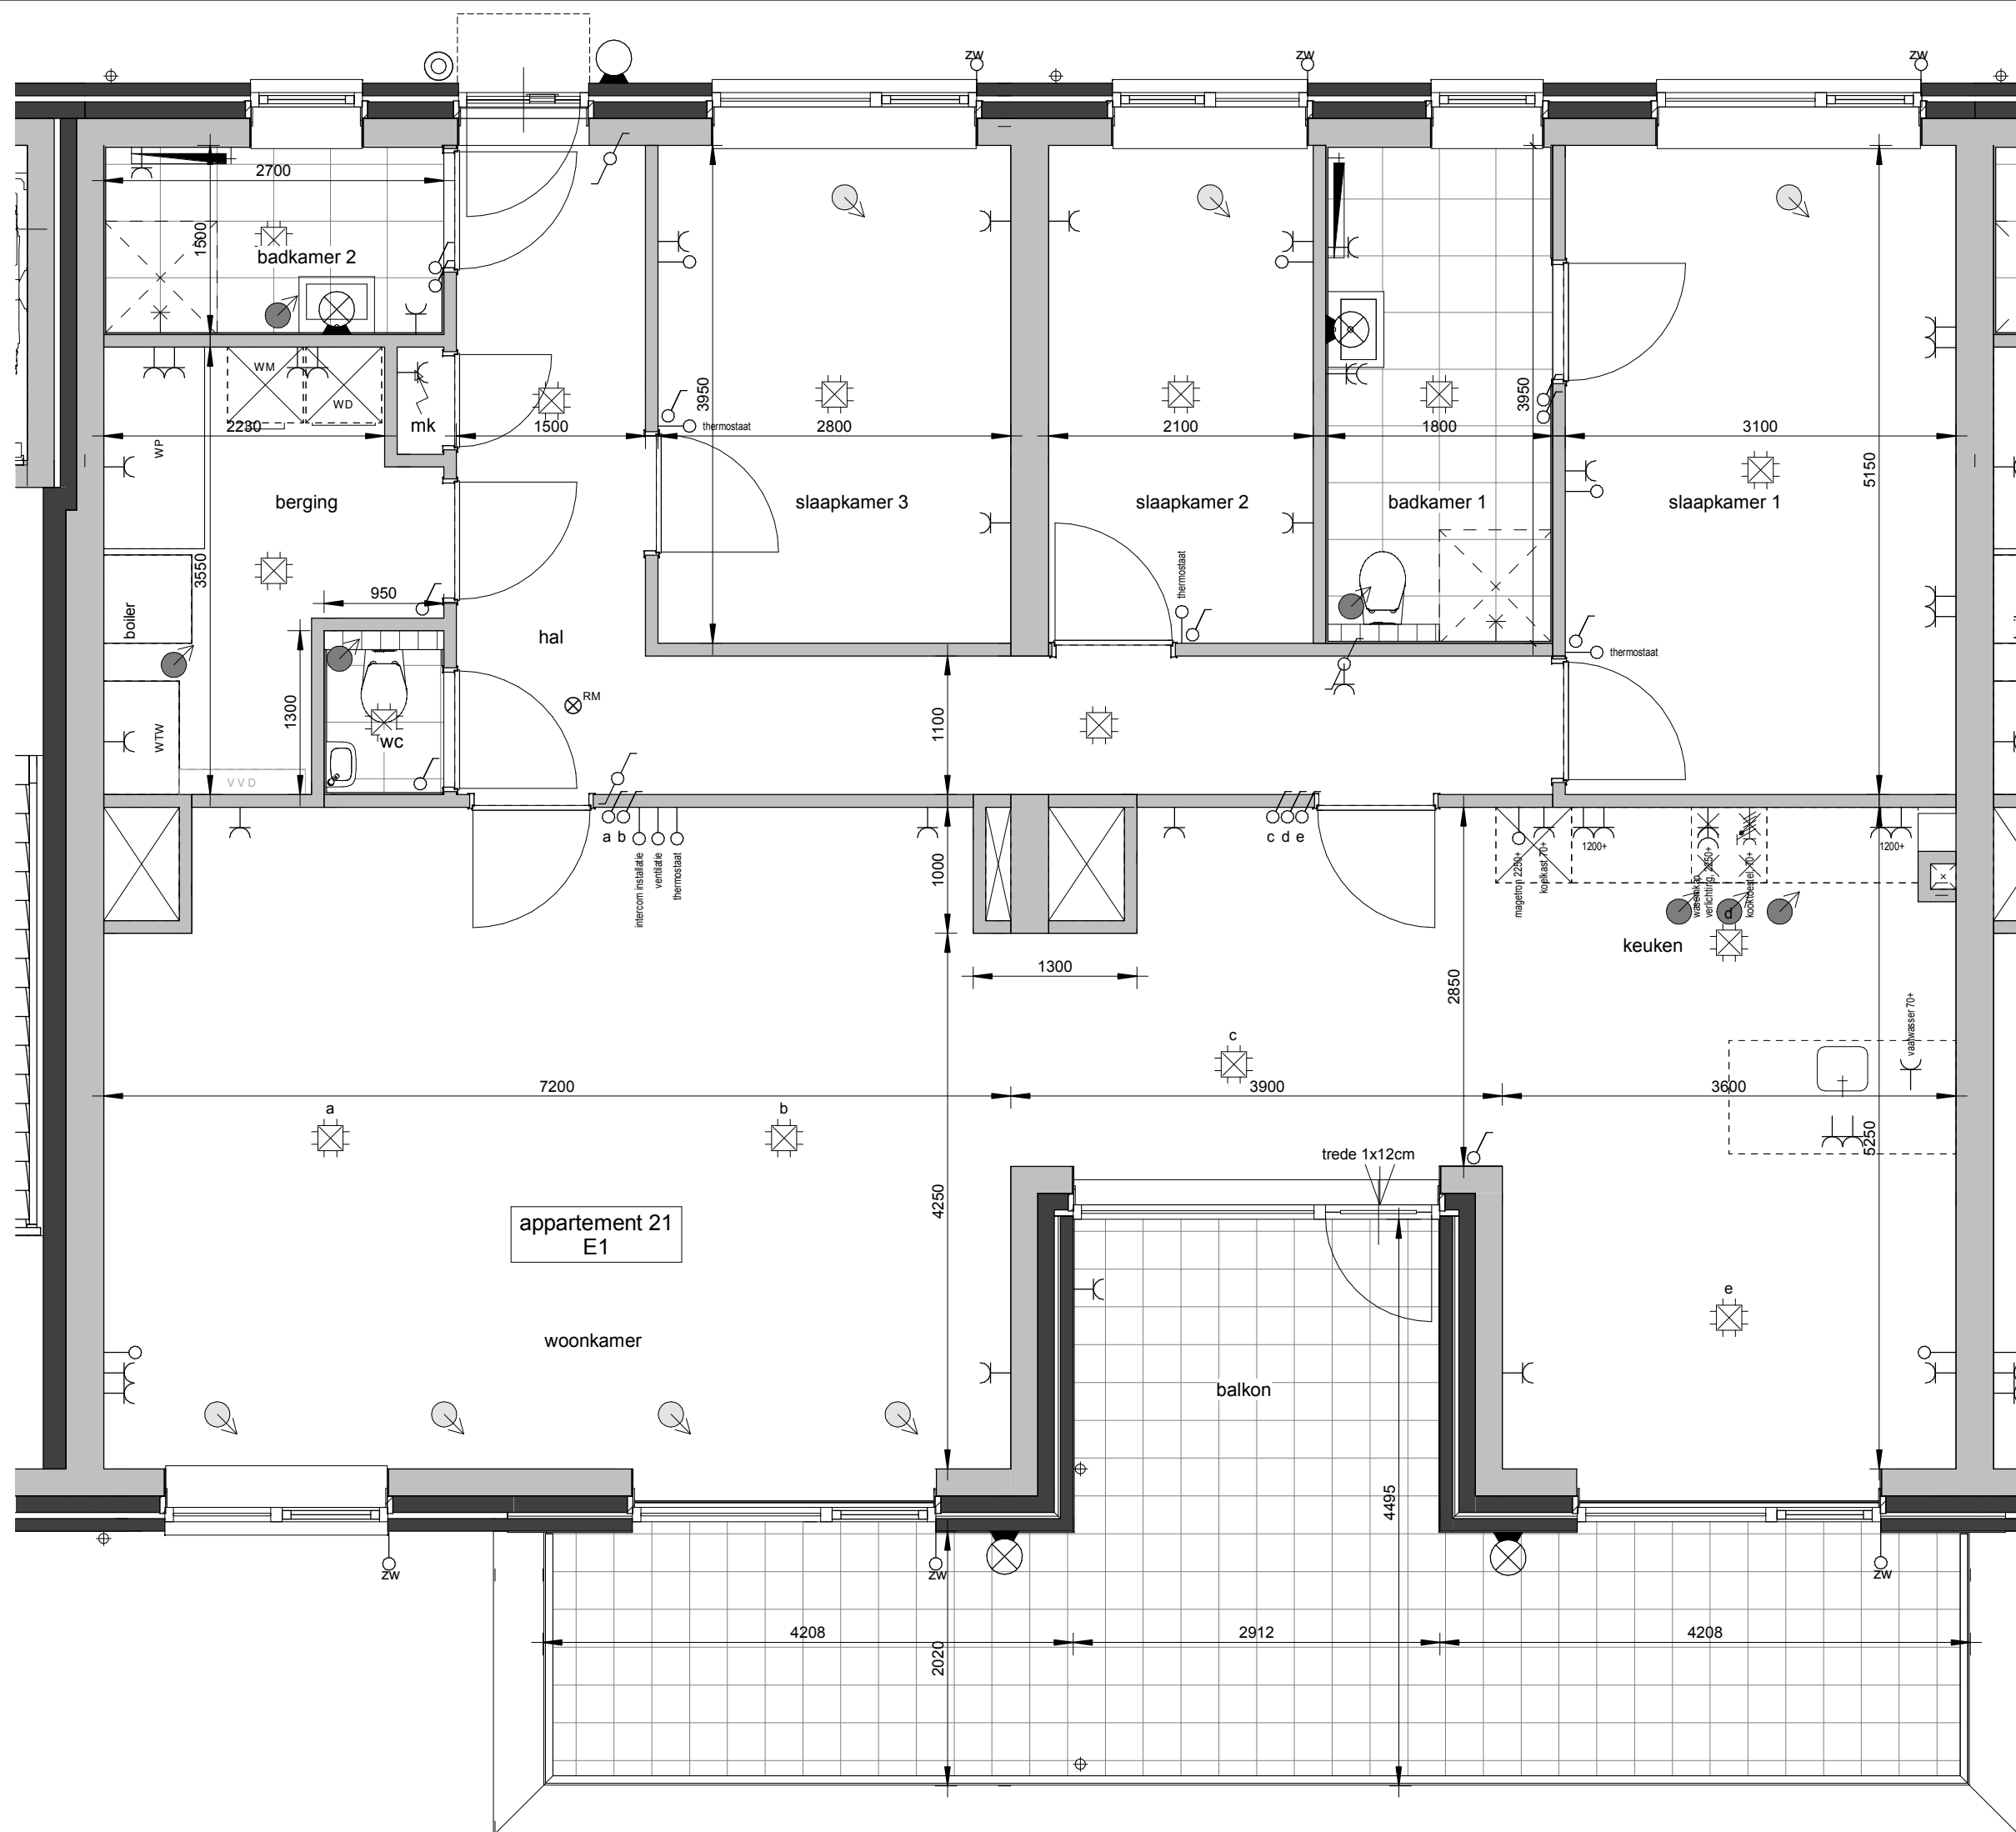 zw
zw
zw
2700
1500
badkamer 2
WM
WD
mk
2230
1500
3950
thermostaat
2800
2100
1800
3950
3100
5150
WP
berging
slaapkamer 3
slaapkamer 2
badkamer 1
slaapkamer 1
3550
boiler
950
thermostaat
hal
thermostaat
RM
1300
WTW
wc
VVD
1100
a b
intercom installatie
ventilatie
thermostaat
1000
c d e
magetron 2250+
koelkast 70+
1200+
verlichting, 2250+
kooktoestel, 70+
1200+
d
keuken
1300
2850
c
vaatwasser 70+
7200
3900
3600
a
b
5250
trede 1x12cm
4250
appartement 21
E1
e
woonkamer
balkon
4495
zw
zw
zw
4208
2912
4208
2020